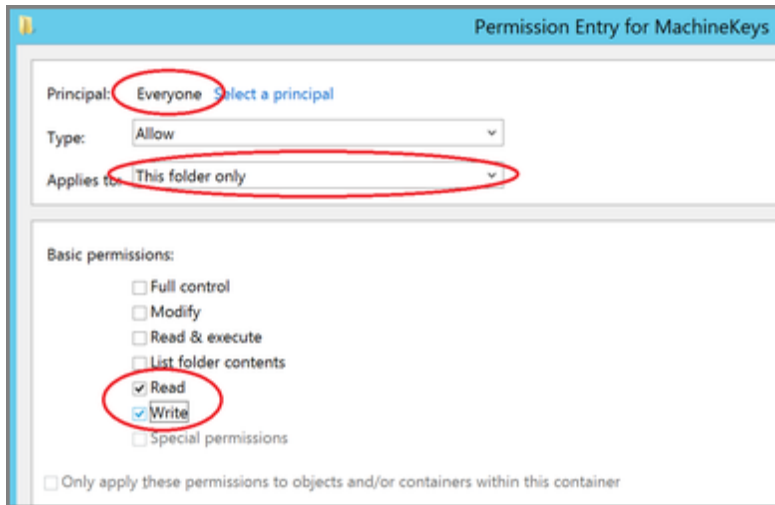 Permission Entry for MachineKeys
Principal: Everyone Select a principal
Type: Allow
Applies to: This folder only
Basic permissions:
Full control
Modify
Read & execute
List folder contents
Read
Write
Special permissions
Only apply these permissions to objects and/or containers within this container